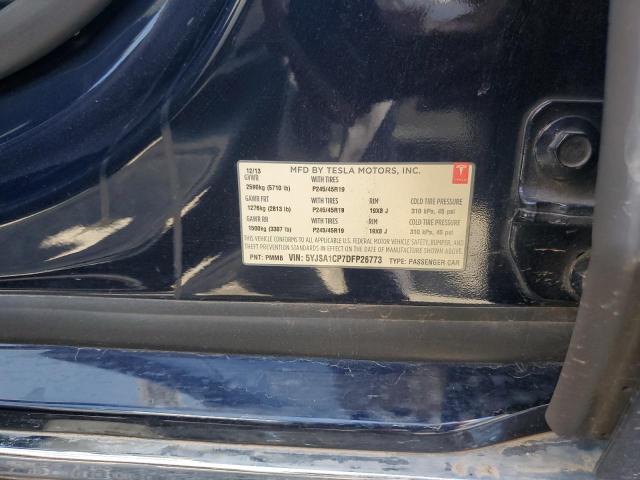 12/13 MFD BY TESLA MOTORS, INC.
GVWR WITH TIRES
2590kg (5710 lb) P245/45R19
GAWR FRT WITH TIRES RIM COLD TIRE PRESSURE
1276kg (2813 lb) P245/45R19 19X8 J 310 kPa, 45 psi
GAWR RR WITH TIRES RIM COLD TIRE PRESSURE
1500kg (3307 lb) P245/45R19 19X8 J 310 kPa, 45 psi
THIS VEHICLE CONFORMS TO ALL APPLICABLE U.S. FEDERAL MOTOR VEHICLE SAFETY, BUMPER, AND
THEFT PREVENTION STANDARDS IN EFFECT ON THE DATE OF MANUFACTURE SHOWN ABOVE.
PNT: PMMB VIN: 5YJSA1CP7DFP26773 TYPE: PASSENGER CAR